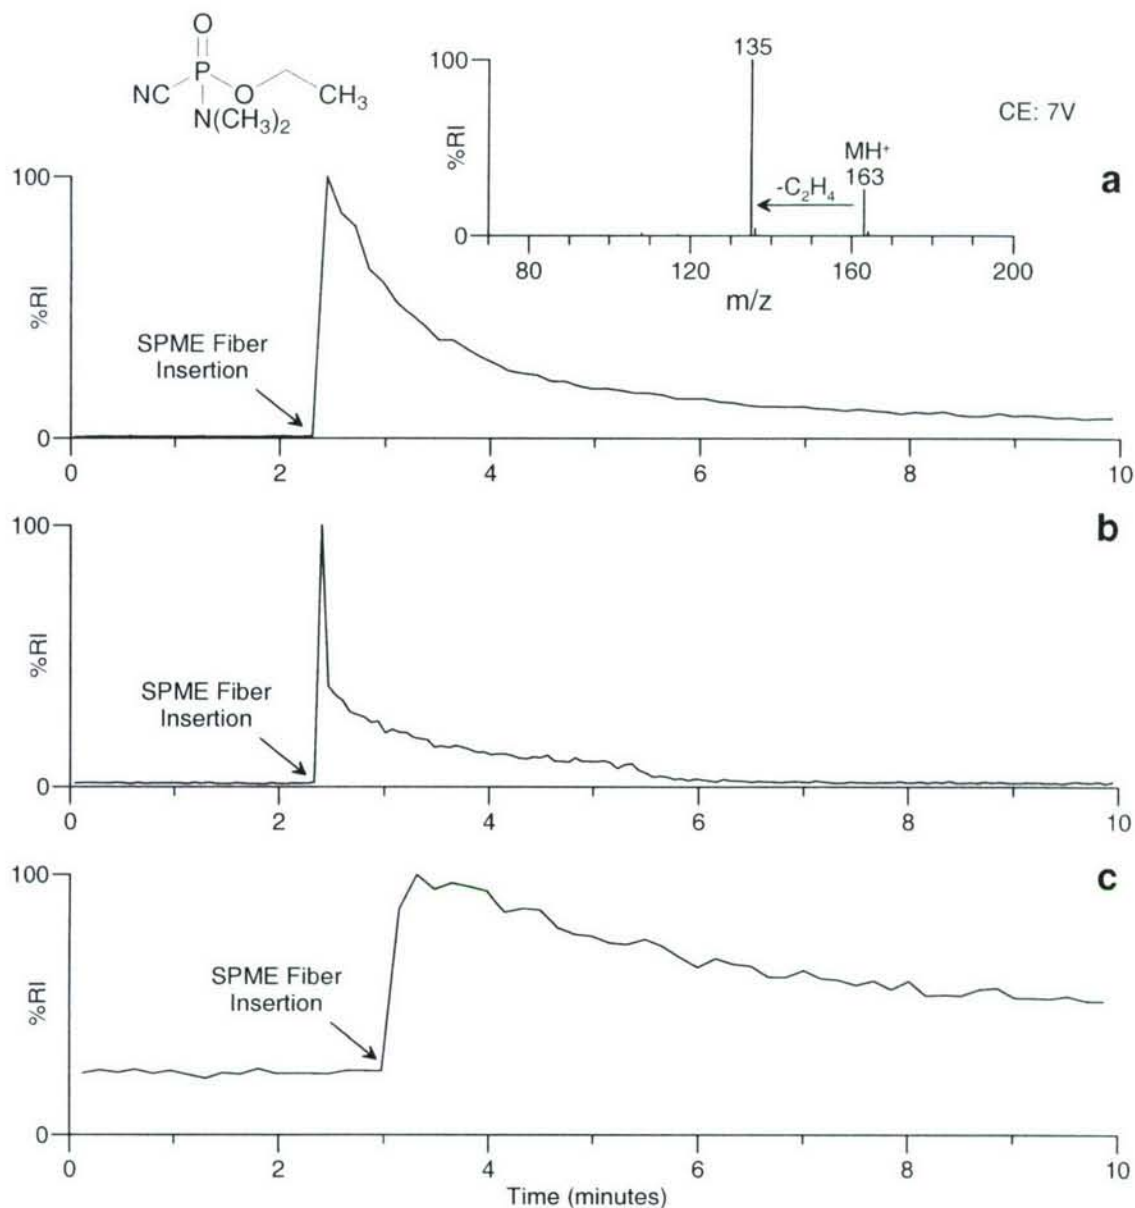 O
P
NC
O
CH₃
N(CH₃)₂
100
%RI
0
135
CE: 7V
MH⁺
163
-C₂H₄
80
120
160
200
m/z
a
100
%RI
0
SPME Fiber
Insertion
0
2
4
6
8
10
b
100
%RI
0
SPME Fiber
Insertion
0
2
4
6
8
10
c
100
%RI
0
SPME Fiber
Insertion
0
2
4
6
8
10
Time (minutes)